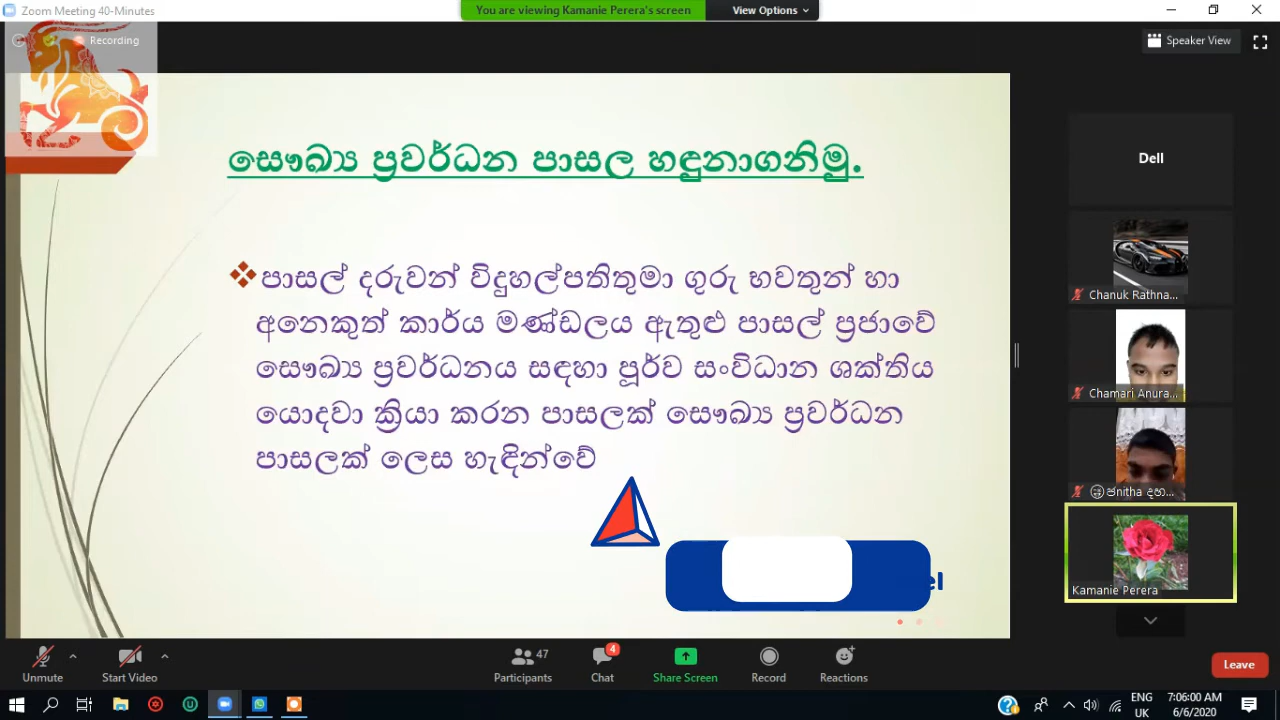 Zoom Meeting 40-Minutes
You are viewing Kamanie Perera's screen
View Options
Recording
Speaker View
සෞඛ්‍ය ප්‍රවර්ධන පාසල හඳුනාගනිමු.
පාසල් දරුවන් විදුහල්පතිතුමා ගුරු භවතුන් හා
අනෙකුත් කාර්ය මණ්ඩලය ඇතුළු පාසල් ප්‍රජාවේ
සෞඛ්‍ය ප්‍රවර්ධනය සඳහා පූර්ව සංවිධාන ශක්තිය
යොදවා ක්‍රියා කරන පාසලක් සෞඛ්‍ය ප්‍රවර්ධන
පාසලක් ලෙස හැඳින්වේ
Dell
Chanuk Rathna...
Chamari Anura...
Kamanie Perera
Unmute
Start Video
Participants
47
Chat
4
Share Screen
Record
Reactions
Leave
ENG
UK
7:06:00 AM
6/6/2020